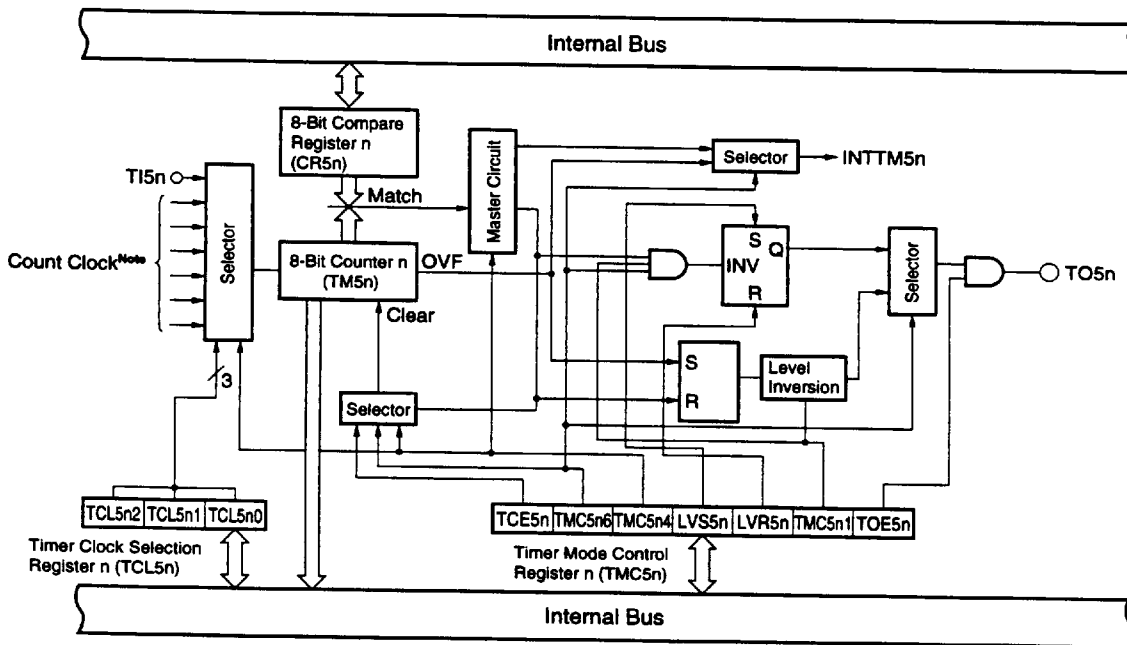 Internal Bus
8-Bit Compare
Register n
(CR5n)
Master Circuit
Selector
INTTM5n
TI5n
Match
Selector
Count Clock^Note
8-Bit Counter n
(TM5n)
OVF
Clear
S
Q
INV
R
Selector
TO5n
S
R
Level
Inversion
3
Selector
TCL5n2 TCL5n1 TCL5n0
TCE5n TMC5n6 TMC5n4 LVS5n LVR5n TMC5n1 TOE5n
Timer Clock Selection
Register n (TCL5n)
Timer Mode Control
Register n (TMC5n)
Internal Bus